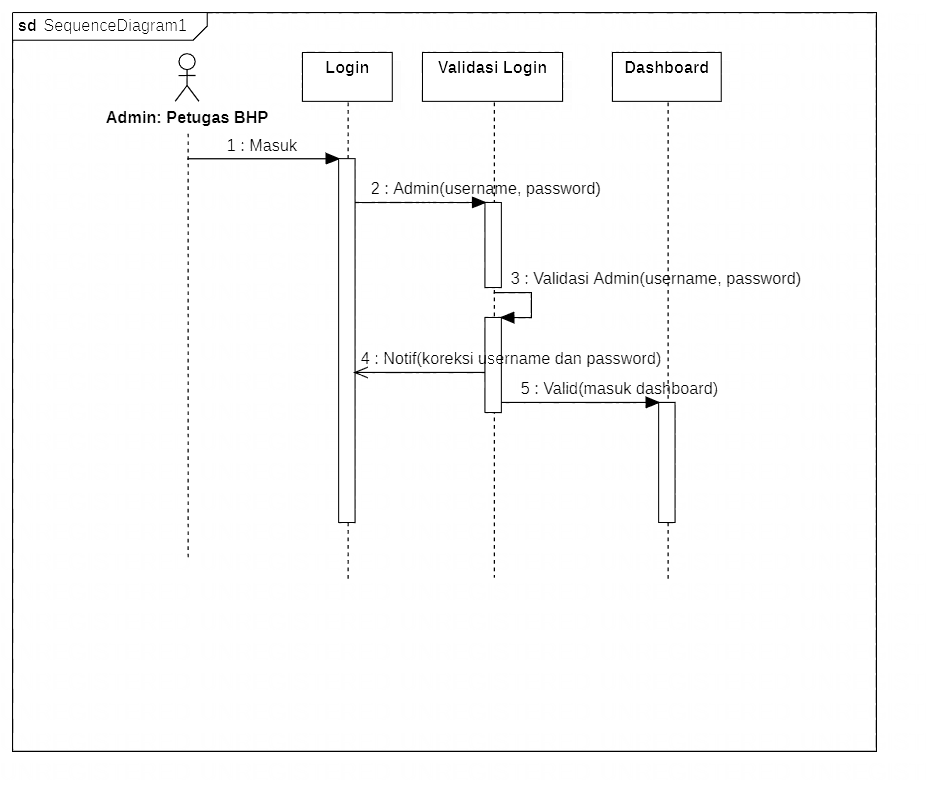 sd SequenceDiagram1
Login
Validasi Login
Dashboard
Admin: Petugas BHP
1 : Masuk
2 : Admin(username, password)
3 : Validasi Admin(username, password)
4 : Notif(koreksi username dan password)
5 : Valid(masuk dashboard)